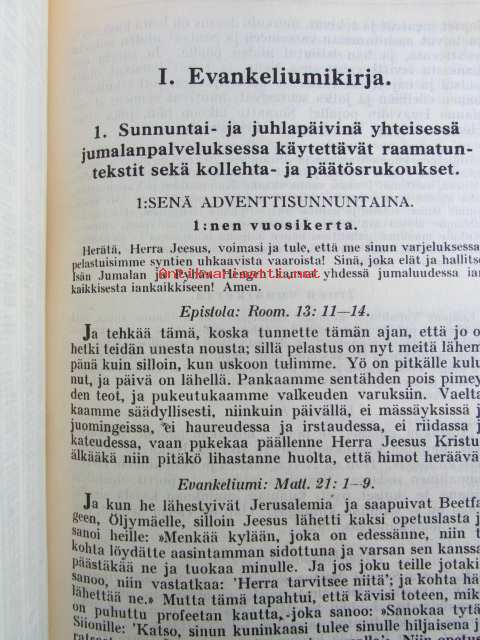 I. Evankeliumikirja.
1. Sunnuntai- ja juhlapäivinä yhteisessä
jumalanpalveluksessa käytettävät raamatun-
tekstit sekä kollehta- ja päätösrukoukset.
1:SENÄ ADVENTTISUNNUNTAINA.
1:nen vuosikerta.
Herätä, Herra Jeesus, voimasi ja tule, että me sinun varjeluksessa
pelastuisimme syntien uhkaavista vaaroista! Sinä, joka elät ja hallitse
Isän Jumalan ja Pyhän Hengen kanssa yhdessä jumaluudessa ian
kaikkisesta iankaikkiseen! Amen.
Epistola: Room. 13: 11—14.
Ja tehkää tämä, koska tunnette tämän ajan, että jo o
hetki teidän unesta nousta; sillä pelastus on nyt meitä lähem
pänä kuin silloin, kun uskoon tulimme. Yö on pitkälle kulu
nut, ja päivä on lähellä. Pankaamme sentähden pois pimey
den teot, ja pukeutukaamme valkeuden varuksiin. Vaelta
kaamme säädyllisesti, niinkuin päivällä, ei mässäyksissä j
juomingeissa, ei haureudessa ja irstaudessa, ei riidassa j
kateudessa, vaan pukekaa päällenne Herra Jeesus Kristu
älkääkä niin pitäkö lihastanne huolta, että himot heräävä
Evankeliumi: Matt. 21: 1—9.
Ja kun he lähestyivät Jerusalemia ja saapuivat Beetfa
geen, Öljymäelle, silloin Jeesus lähetti kaksi opetuslasta j
sanoi heille: »Menkää kylään, joka on edessänne, niin t
kohta löydätte aasintamman sidottuna ja varsan sen kanssa
päästäkää ne ja tuokaa minulle. Ja jos joku teille jotaki
sanoo, niin vastatkaa: 'Herra tarvitsee niitä'; ja kohta hä
lähettää ne.» Mutta tämä tapahtui, että kävisi toteen, mik
on puhuttu profeetan kautta, joka sanoo: »Sanokaa tytä
Siionille: 'Katso, sinun kuninkaasi tulee sinulle hiljaisena j